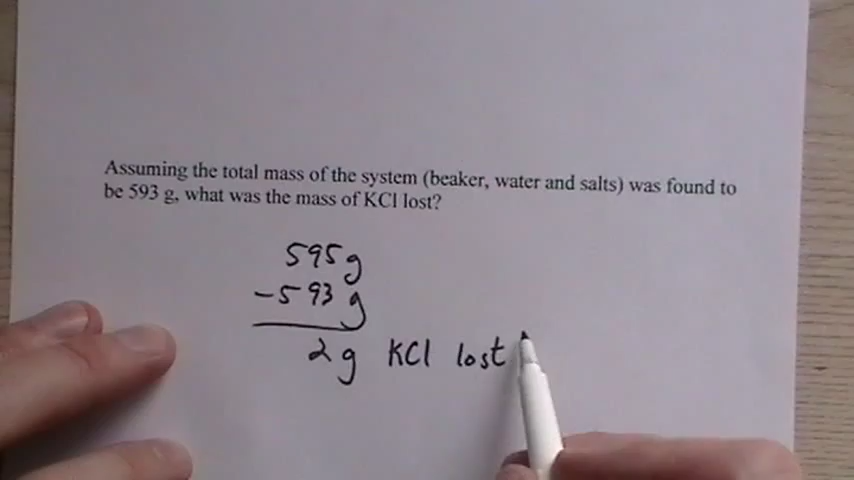 Assuming the total mass of the system (beaker, water and salts) was found to
be 593 g, what was the mass of KCl lost?
595g
-593 g
2g KCl lost